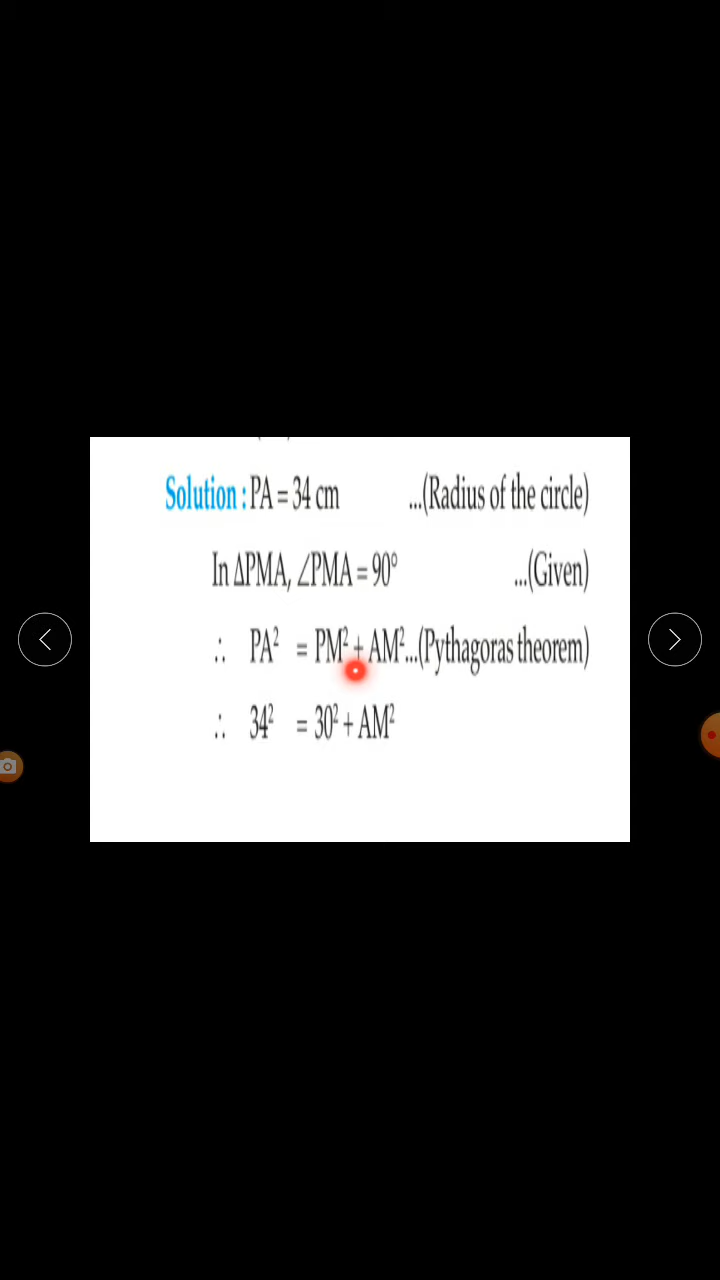 Solution : PA = 34 cm ...(Radius of the circle)
In ΔPMA, ∠PMA = 90° ...(Given)
∴ PA² = PM² + AM²...(Pythagoras theorem)
∴ 34² = 30² + AM²